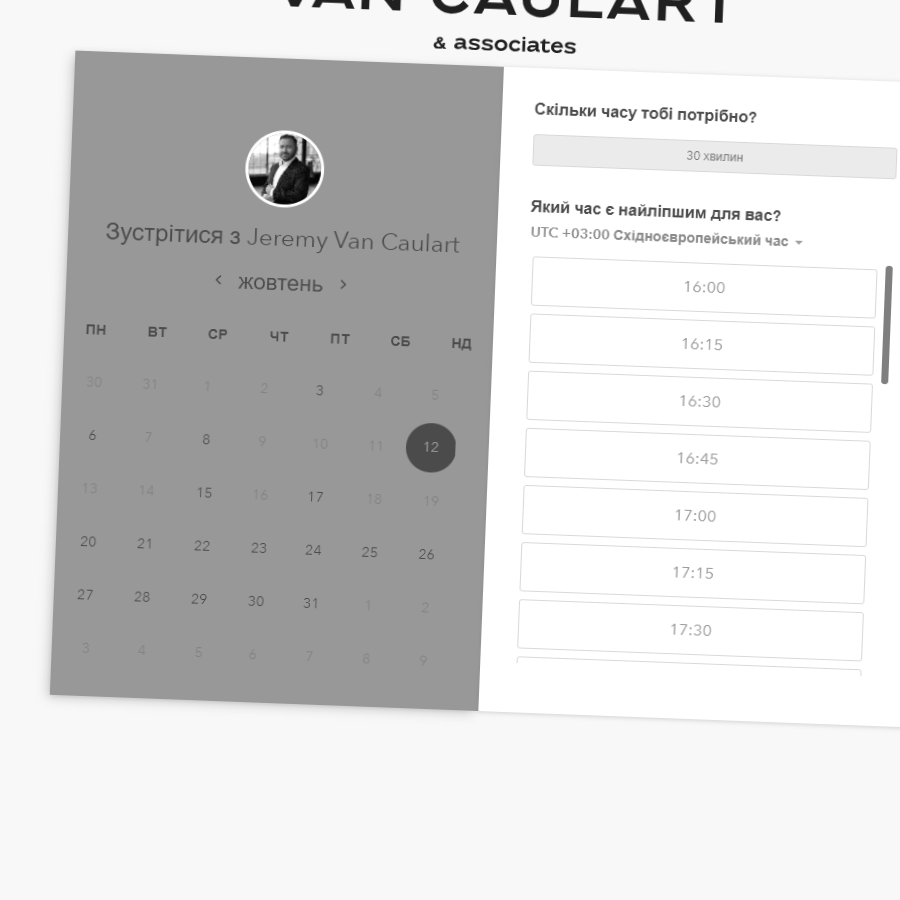 VAN CAULART
& associates
Зустрітися з Jeremy Van Caulart
жовтень
ПН ВТ СР ЧТ ПТ СБ НД
30 31 1 2 3 4 5
6 7 8 9 10 11 12
13 14 15 16 17 18 19
20 21 22 23 24 25 26
27 28 29 30 31 1 2
3 4 5 6 7 8 9
Скільки часу тобі потрібно?
30 хвилин
Який час є найліпшим для вас?
UTC +03:00 Східноєвропейський час
16:00
16:15
16:30
16:45
17:00
17:15
17:30